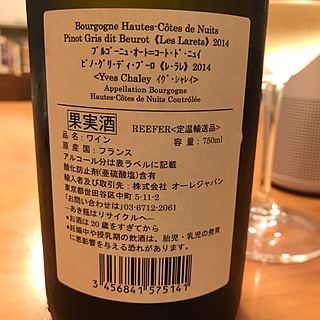 Bourgogne Hautes-Côtes de Nuits
Pinot Gris dit Beurot《Les Larets》2014
ブルゴーニュ・オート=コート・ド・ニュイ
ピノ・グリ・ディ・ブーロ《レ・ラレ》2014
<Yves Chaley イヴ・シャレイ>
Appellation Bourgogne
Hautes-Côtes de Nuits Contrôlée
果実酒 REEFER<定温輸送品>
品名:ワイン 容量:750ml
原産国:フランス
アルコール分は表ラベルに記載
酸化防止剤(亜硫酸塩)含有
輸入者及び引取先:株式会社 オーレジャパン
東京都世田谷区中町 5-11-2
「お問い合わせは」03-6712-2061
―あき瓶はリサイクルへ―
●お酒は20歳をすぎてから
●妊娠中や授乳期の飲酒は、胎児・乳児の発育
に悪影響を与える恐れがあります。
3 456841 575141